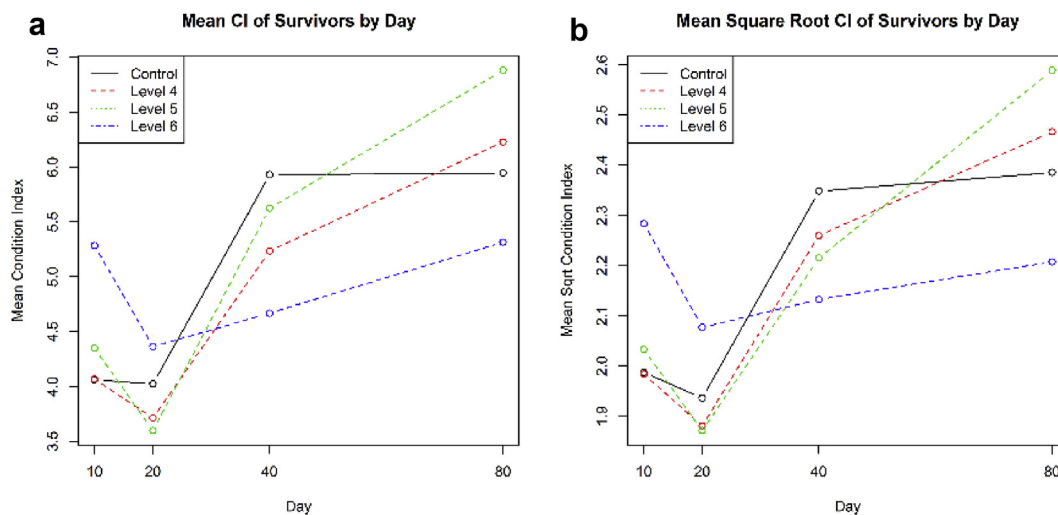 a
Mean CI of Survivors by Day
Mean Condition Index
7.0
6.5
6.0
5.5
5.0
4.5
4.0
3.5
Control
Level 4
Level 5
Level 6
10
20
40
80
Day
b
Mean Square Root CI of Survivors by Day
Mean Sqrt Condition Index
2.6
2.5
2.4
2.3
2.2
2.1
2.0
1.9
Control
Level 4
Level 5
Level 6
10
20
40
80
Day